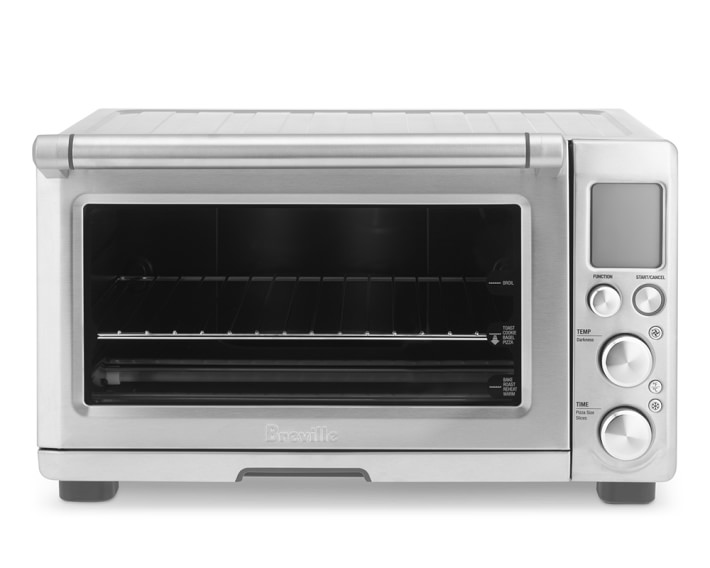 FUNCTION
START/CANCEL
BROIL
TOAST
COOKIE
BAGEL
PIZZA
TEMP
Darkness
BAKE
ROAST
REHEAT
WARM
TIME
Pizza Size
Slices
Breville